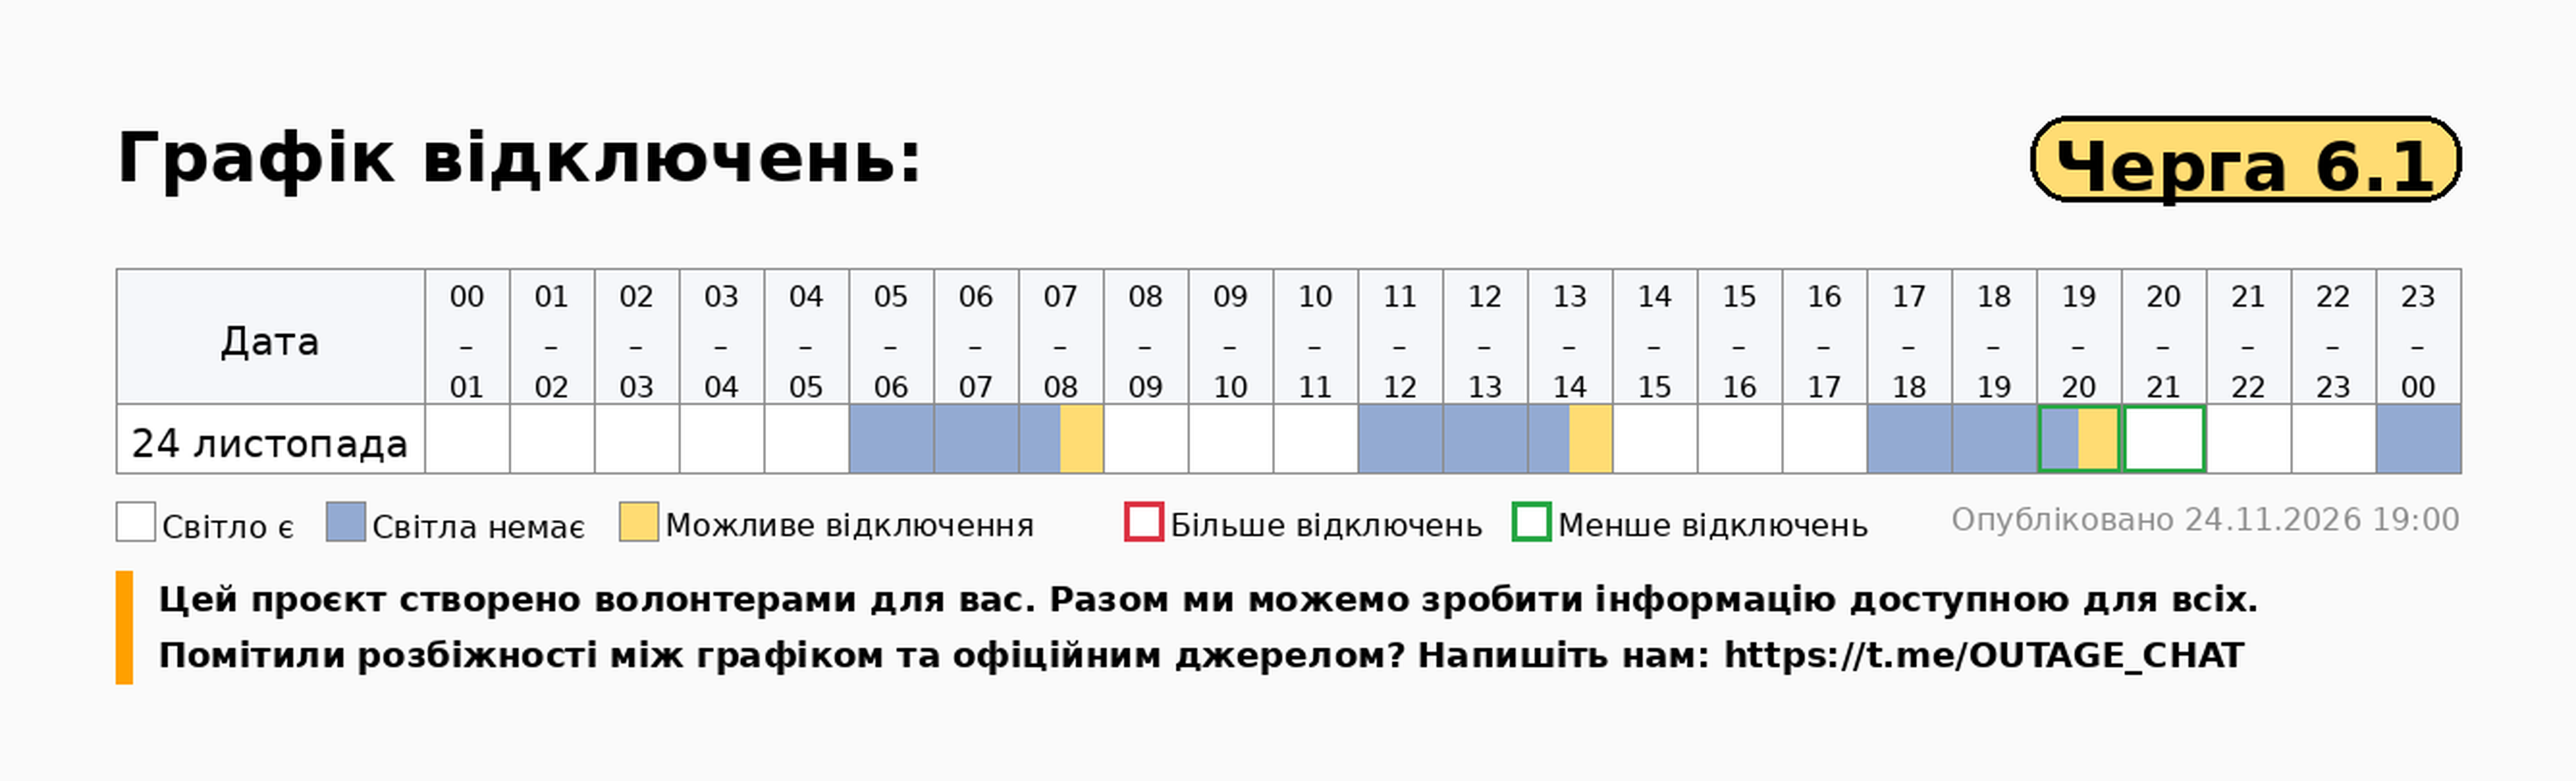 Графік відключень:
Черга 6.1
Дата 00 – 01 01 – 02 02 – 03 03 – 04 04 – 05 05 – 06 06 – 07 07 – 08 08 – 09 09 – 10 10 – 11 11 – 12 12 – 13 13 – 14 14 – 15 15 – 16 16 – 17 17 – 18 18 – 19 19 – 20 20 – 21 21 – 22 22 – 23 23 – 00
24 листопада
Світло є Світла немає Можливе відключення Більше відключень Менше відключень Опубліковано 24.11.2026 19:00
Цей проєкт створено волонтерами для вас. Разом ми можемо зробити інформацію доступною для всіх.
Помітили розбіжності між графіком та офіційним джерелом? Напишіть нам: https://t.me/OUTAGE_CHAT